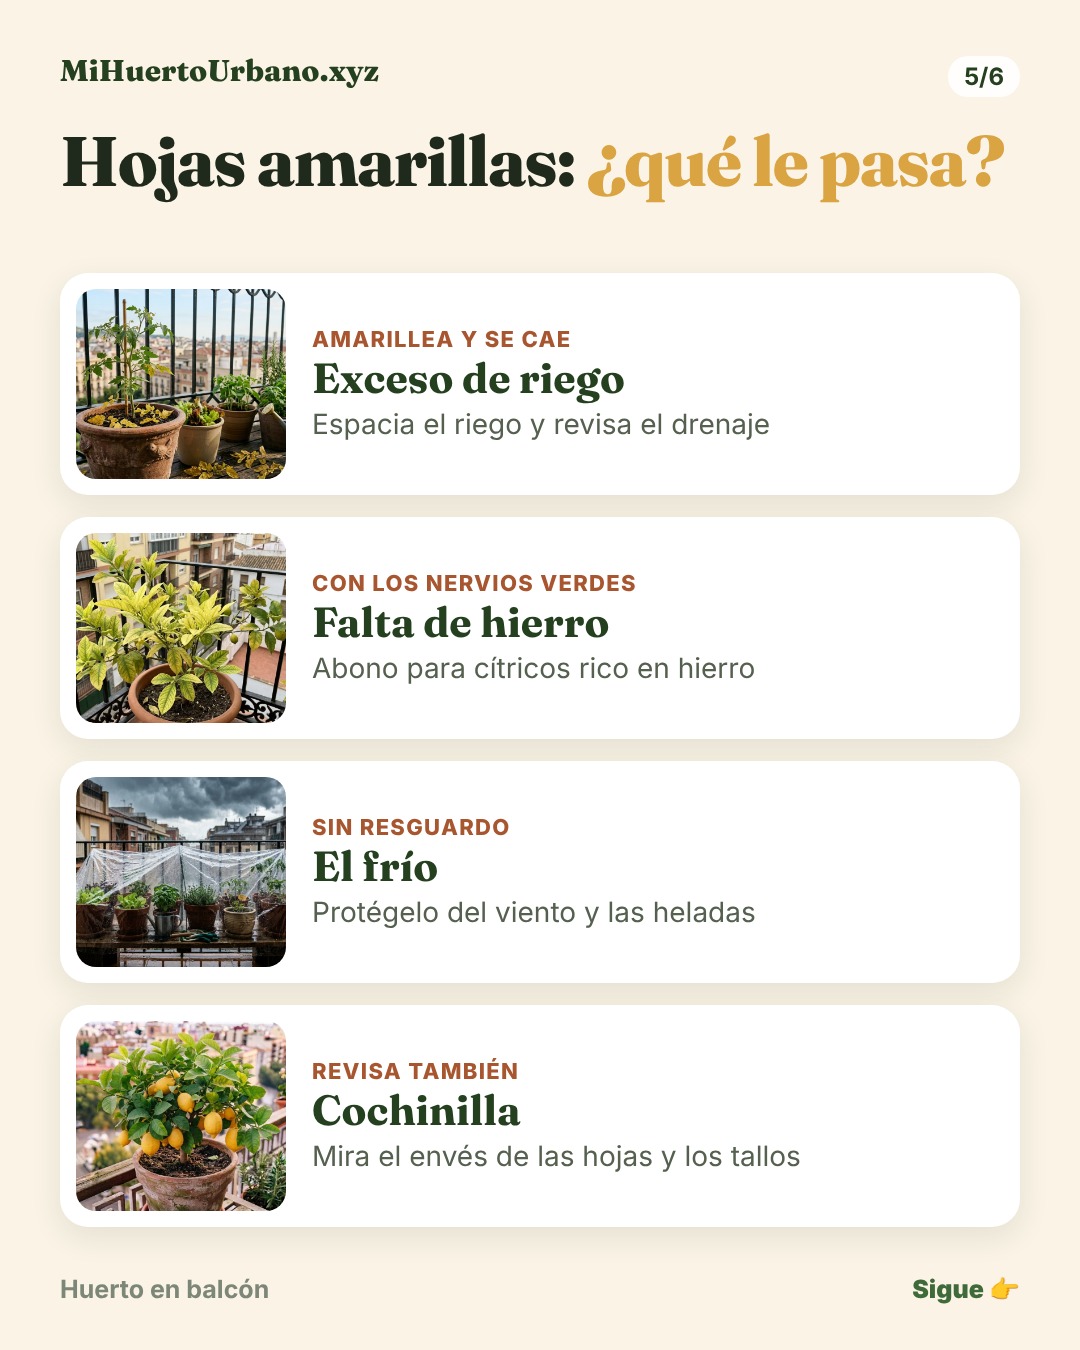 MiHuertoUrbano.xyz
5/6
Hojas amarillas: ¿qué le pasa?
AMARILLEA Y SE CAE
Exceso de riego
Espacia el riego y revisa el drenaje
CON LOS NERVIOS VERDES
Falta de hierro
Abono para cítricos rico en hierro
SIN RESGUARDO
El frío
Protégelo del viento y las heladas
REVISA TAMBIÉN
Cochinilla
Mira el envés de las hojas y los tallos
Huerto en balcón
Sigue 👉